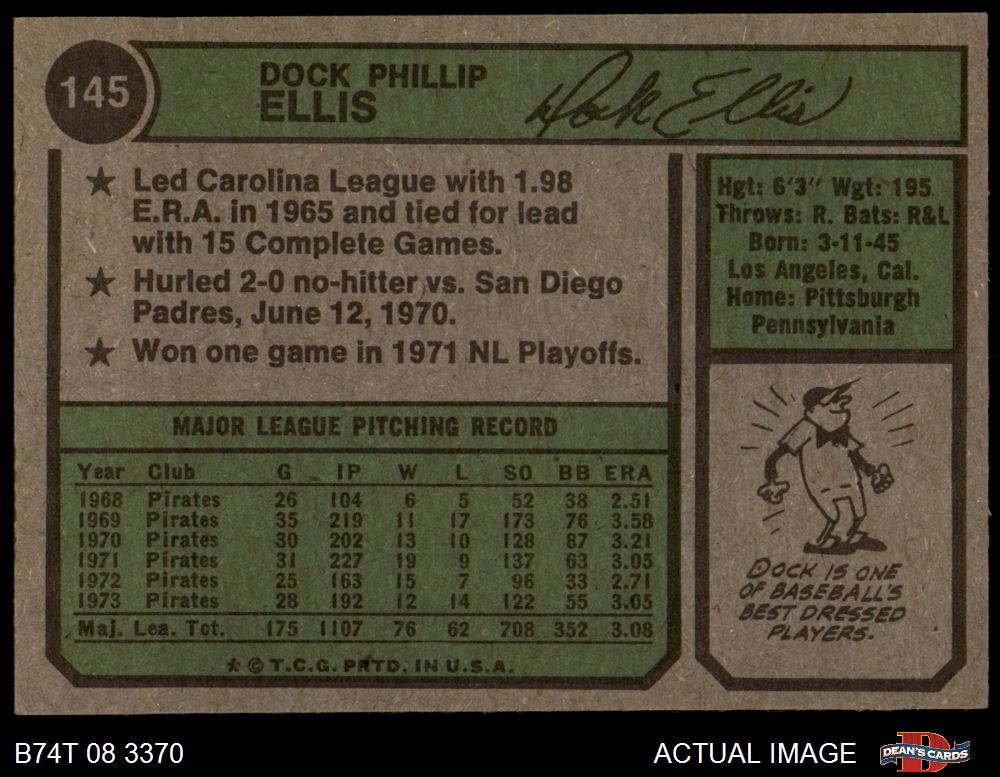 145
DOCK PHILLIP
ELLIS
Dock Ellis
★ Led Carolina League with 1.98
E.R.A. in 1965 and tied for lead
with 15 Complete Games.
★ Hurled 2-0 no-hitter vs. San Diego
Padres, June 12, 1970.
★ Won one game in 1971 NL Playoffs.
Hgt: 6'3" Wgt: 195
Throws: R. Bats: R&L
Born: 3-11-45
Los Angeles, Cal.
Home: Pittsburgh
Pennsylvania
MAJOR LEAGUE PITCHING RECORD
Year Club G IP W L SO BB ERA
1968 Pirates 26 104 6 5 52 38 2.51
1969 Pirates 35 219 11 17 173 76 3.58
1970 Pirates 30 202 13 10 128 87 3.21
1971 Pirates 31 227 19 9 137 63 3.05
1972 Pirates 25 163 15 7 96 33 2.71
1973 Pirates 28 192 12 14 122 55 3.05
Maj. Lea. Tot. 175 1107 76 62 708 352 3.08
★ © T.C.G. PRTD. IN U.S.A.
DOCK IS ONE
OF BASEBALL'S
BEST DRESSED
PLAYERS.
B74T 08 3370
ACTUAL IMAGE
DEAN'S CARDS